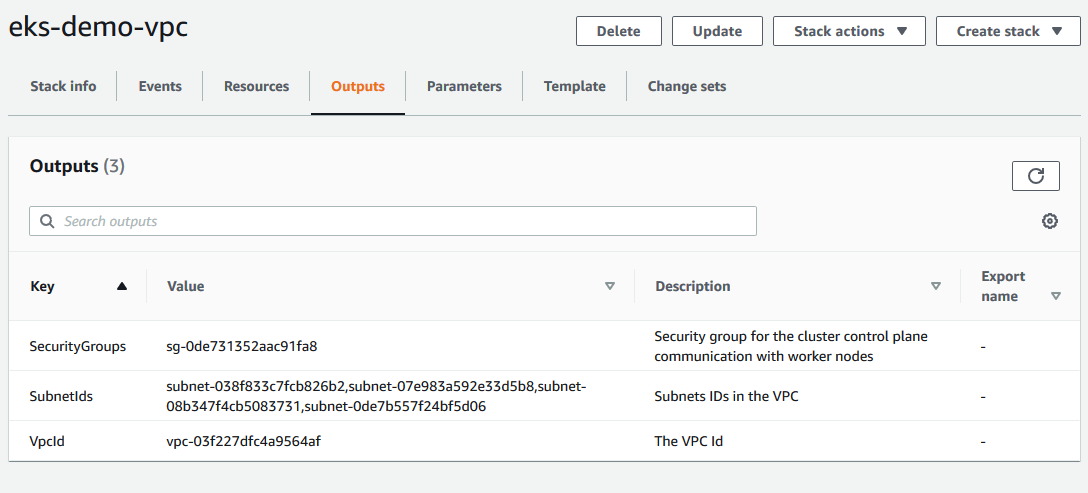 eks-demo-vpc
Delete
Update
Stack actions
Create stack
Stack info
Events
Resources
Outputs
Parameters
Template
Change sets
Outputs (3)
Search outputs
Key
Value
Description
Export
name
SecurityGroups
sg-0de731352aac91fa8
Security group for the cluster control plane
communication with worker nodes
-
SubnetIds
subnet-038f833c7fcb826b2,subnet-07e983a592e33d5b8,subnet-
08b347f4cb5083731,subnet-0de7b557f24bf5d06
Subnets IDs in the VPC
-
VpcId
vpc-03f227dfc4a9564af
The VPC Id
-